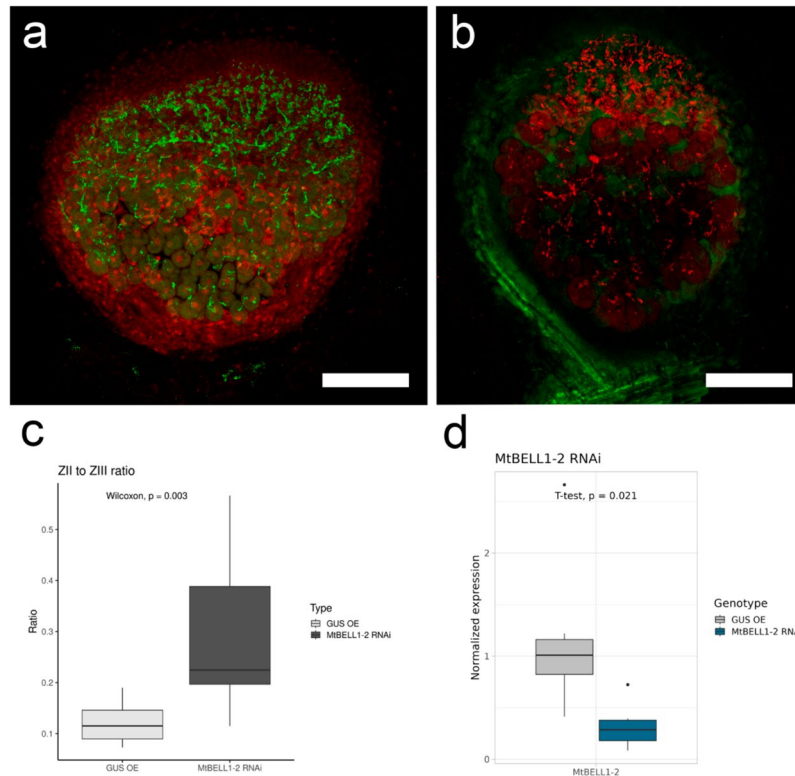 a
b
c
ZII to ZIII ratio
Wilcoxon, p = 0.003
0.5
0.4
0.3
0.2
0.1
Ratio
GUS OE
MtBELL1-2 RNAi
Type
GUS OE
MtBELL1-2 RNAi
d
MtBELL1-2 RNAi
T-test, p = 0.021
2
1
0
Normalized expression
MtBELL1-2
Genotype
GUS OE
MtBELL1-2 RNA